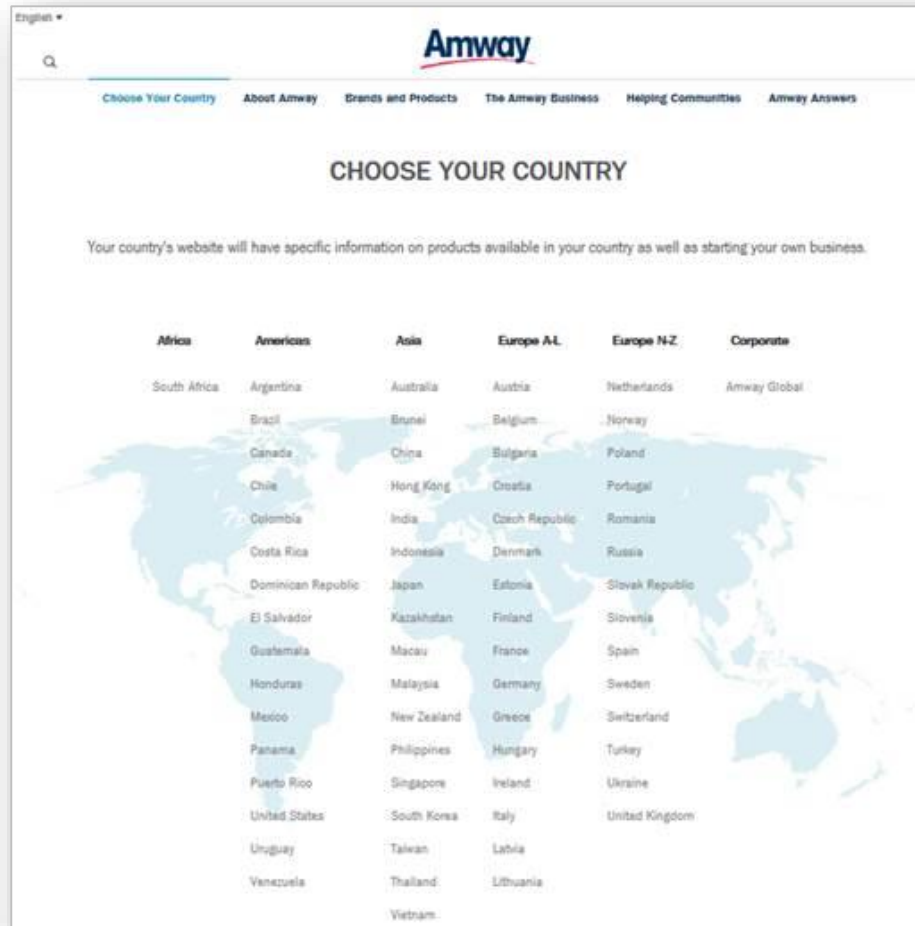 English
Amway
Choose Your Country About Amway Brands and Products The Amway Business Helping Communities Amway Answers
CHOOSE YOUR COUNTRY
Your country's website will have specific information on products available in your country as well as starting your own business.
Africa Americas Asia Europe A-L Europe N-Z Corporate
South Africa Argentina Australia Austria Netherlands Amway Global
Brazil Brunei Belgium Norway
Canada China Bulgaria Poland
Chile Hong Kong Croatia Portugal
Colombia India Czech Republic Romania
Costa Rica Indonesia Denmark Russia
Dominican Republic Japan Estonia Slovak Republic
El Salvador Kazakhstan Finland Slovenia
Guatemala Macau France Spain
Honduras Malaysia Germany Sweden
Mexico New Zealand Greece Switzerland
Panama Philippines Hungary Turkey
Puerto Rico Singapore Ireland Ukraine
United States South Korea Italy United Kingdom
Uruguay Taiwan Latvia
Venezuela Thailand Lithuania
Vietnam